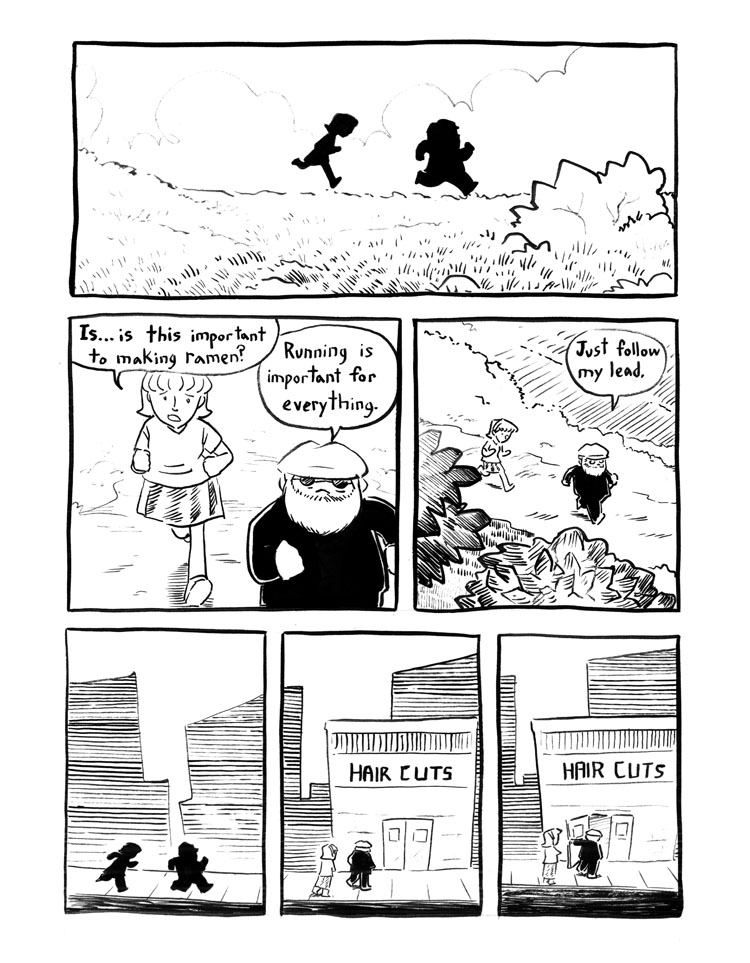 Is... is this important
to making ramen?
Running is
important for
everything.
Just follow
my lead.
HAIR CUTS
HAIR CUTS